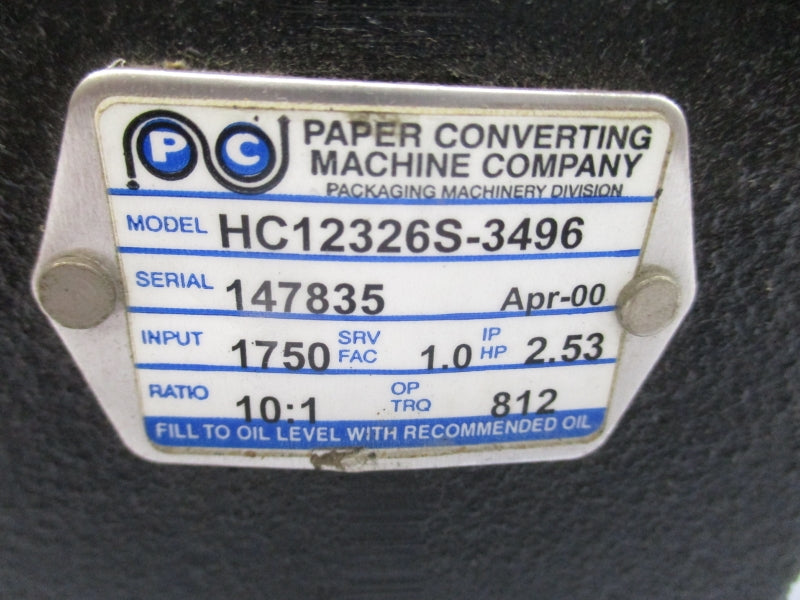 PC PAPER CONVERTING
MACHINE COMPANY
PACKAGING MACHINERY DIVISION
MODEL HC12326S-3496
SERIAL 147835 Apr-00
INPUT 1750 SRV FAC 1.0 IP HP 2.53
RATIO 10:1 OP TRQ 812
FILL TO OIL LEVEL WITH RECOMMENDED OIL